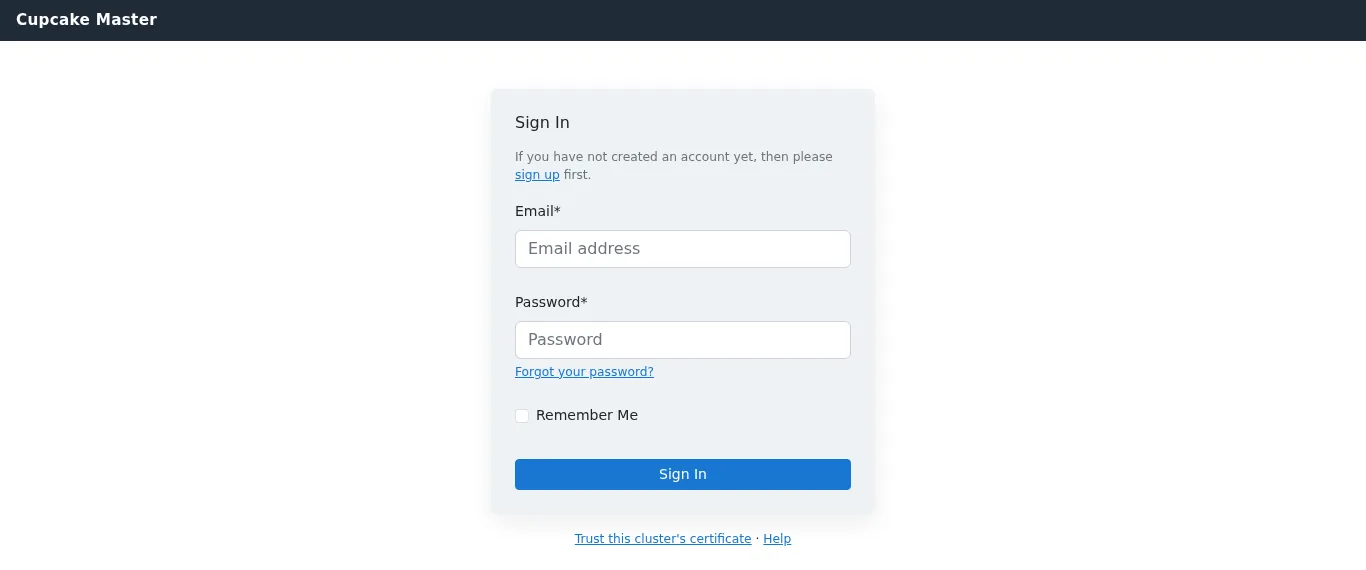 Cupcake Master
Sign In
If you have not created an account yet, then please
sign up first.
Email*
Email address
Password*
Password
Forgot your password?
Remember Me
Sign In
Trust this cluster's certificate · Help